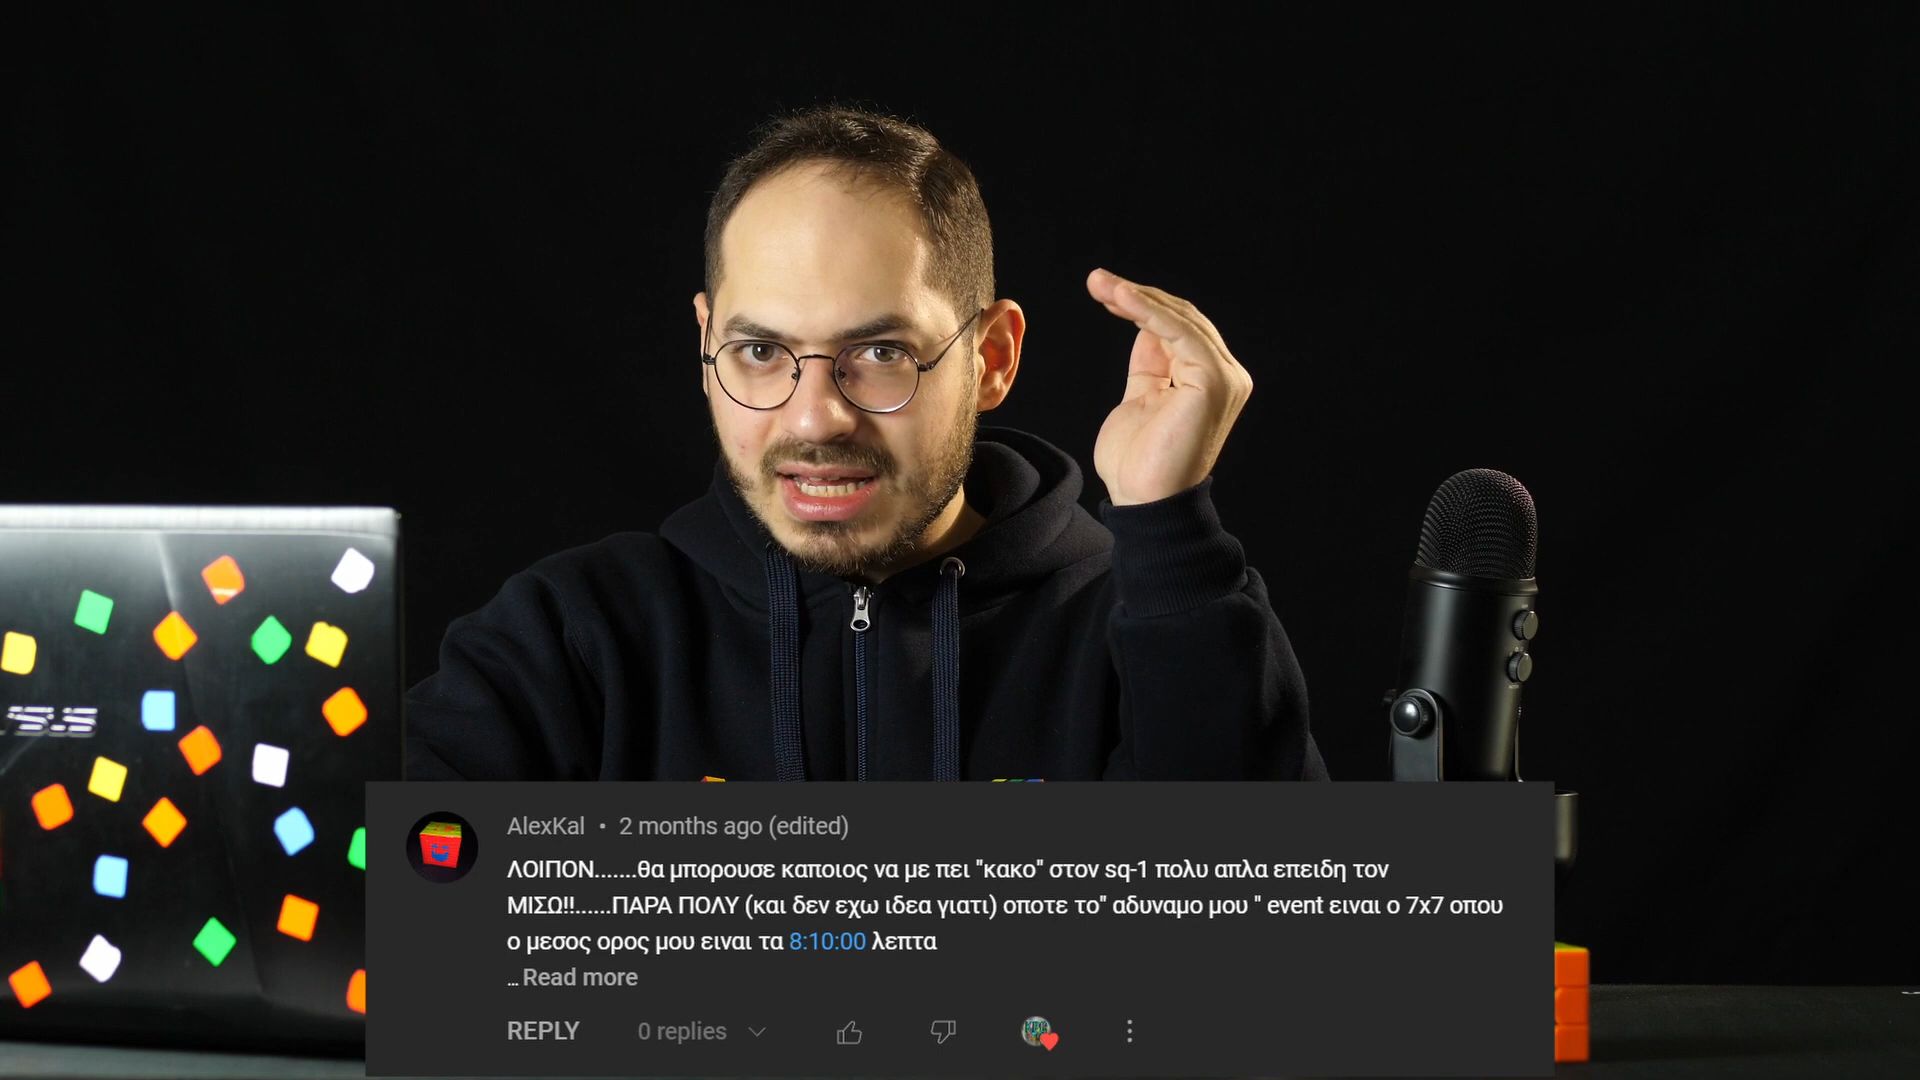 AlexKal • 2 months ago (edited)
ΛΟΙΠΟΝ.......θα μπορουσε καποιος να με πει "κακο" στον sq-1 πολυ απλα επειδη τον
ΜΙΣΩ!!......ΠΑΡΑ ΠΟΛΥ (και δεν εχω ιδεα γιατι) οποτε το" αδυναμο μου " event ειναι ο 7x7 οπου
ο μεσος ορος μου ειναι τα 8:10:00 λεπτα
... Read more
REPLY 0 replies